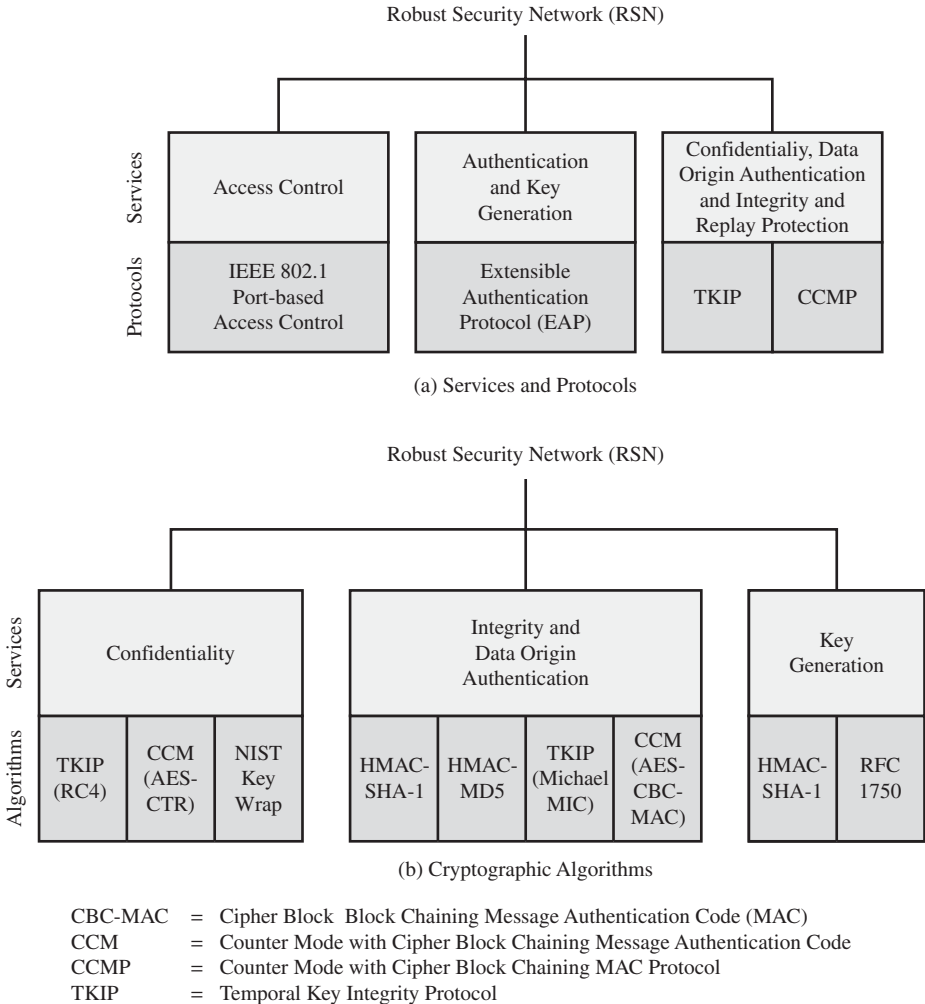 Robust Security Network (RSN)
Services
Access Control
Authentication
and Key
Generation
Confidentialiy, Data
Origin Authentication
and Integrity and
Replay Protection
Protocols
IEEE 802.1
Port-based
Access Control
Extensible
Authentication
Protocol (EAP)
TKIP
CCMP
(a) Services and Protocols
Robust Security Network (RSN)
Services
Confidentiality
Integrity and
Data Origin
Authentication
Key
Generation
Algorithms
TKIP
(RC4)
CCM
(AES-
CTR)
NIST
Key
Wrap
HMAC-
SHA-1
HMAC-
MD5
TKIP
(Michael
MIC)
CCM
(AES-
CBC-
MAC)
HMAC-
SHA-1
RFC
1750
(b) Cryptographic Algorithms
CBC-MAC = Cipher Block Block Chaining Message Authentication Code (MAC)
CCM = Counter Mode with Cipher Block Chaining Message Authentication Code
CCMP = Counter Mode with Cipher Block Chaining MAC Protocol
TKIP = Temporal Key Integrity Protocol